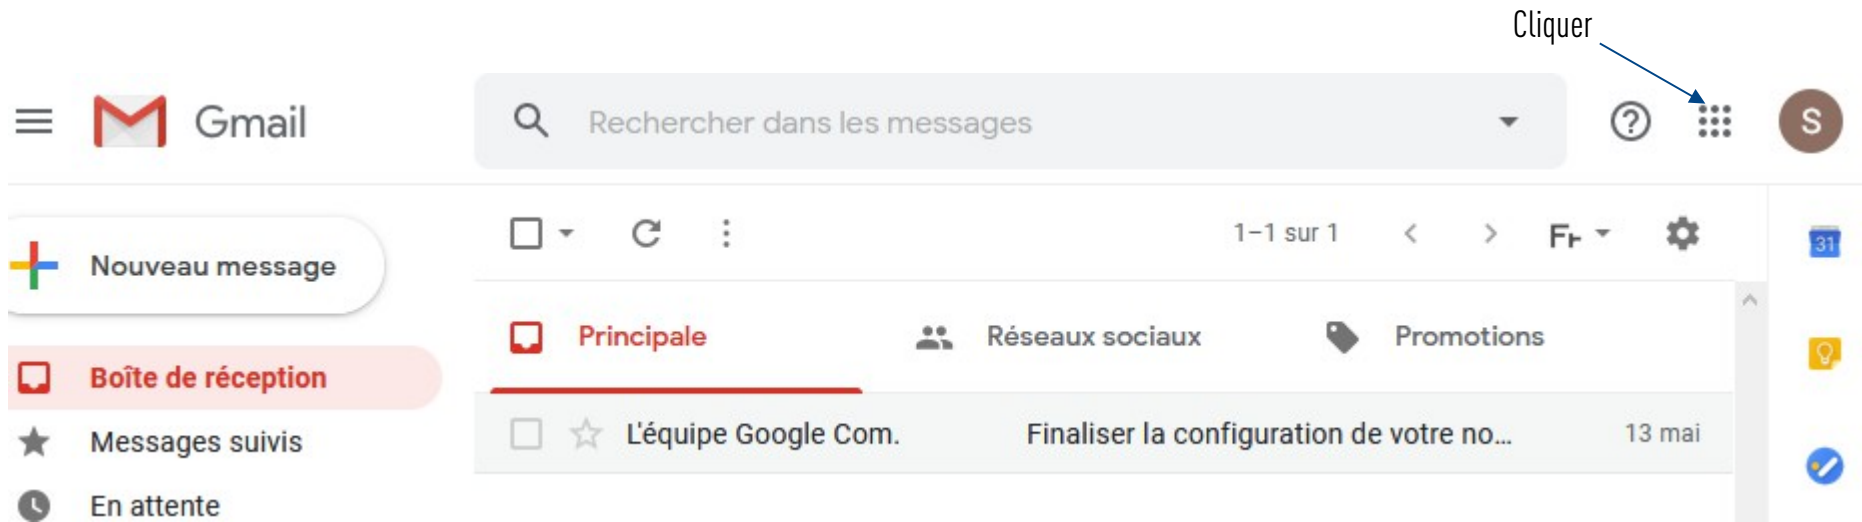 Cliquer
Gmail
Rechercher dans les messages
S
1–1 sur 1
Fr
31
Nouveau message
Principale
Réseaux sociaux
Promotions
Boîte de réception
L'équipe Google Com.
Finaliser la configuration de votre no...
13 mai
Messages suivis
En attente